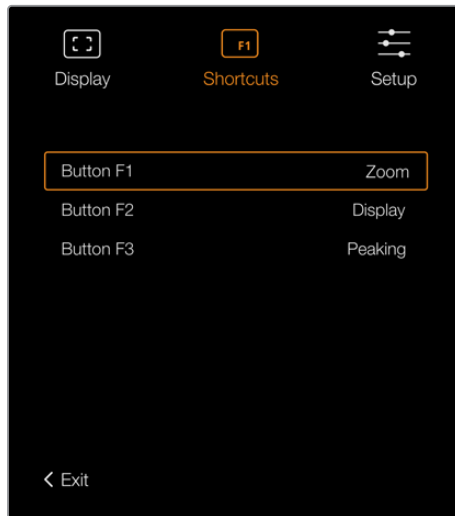 F1
Display Shortcuts Setup
Button F1 Zoom
Button F2 Display
Button F3 Peaking
Exit